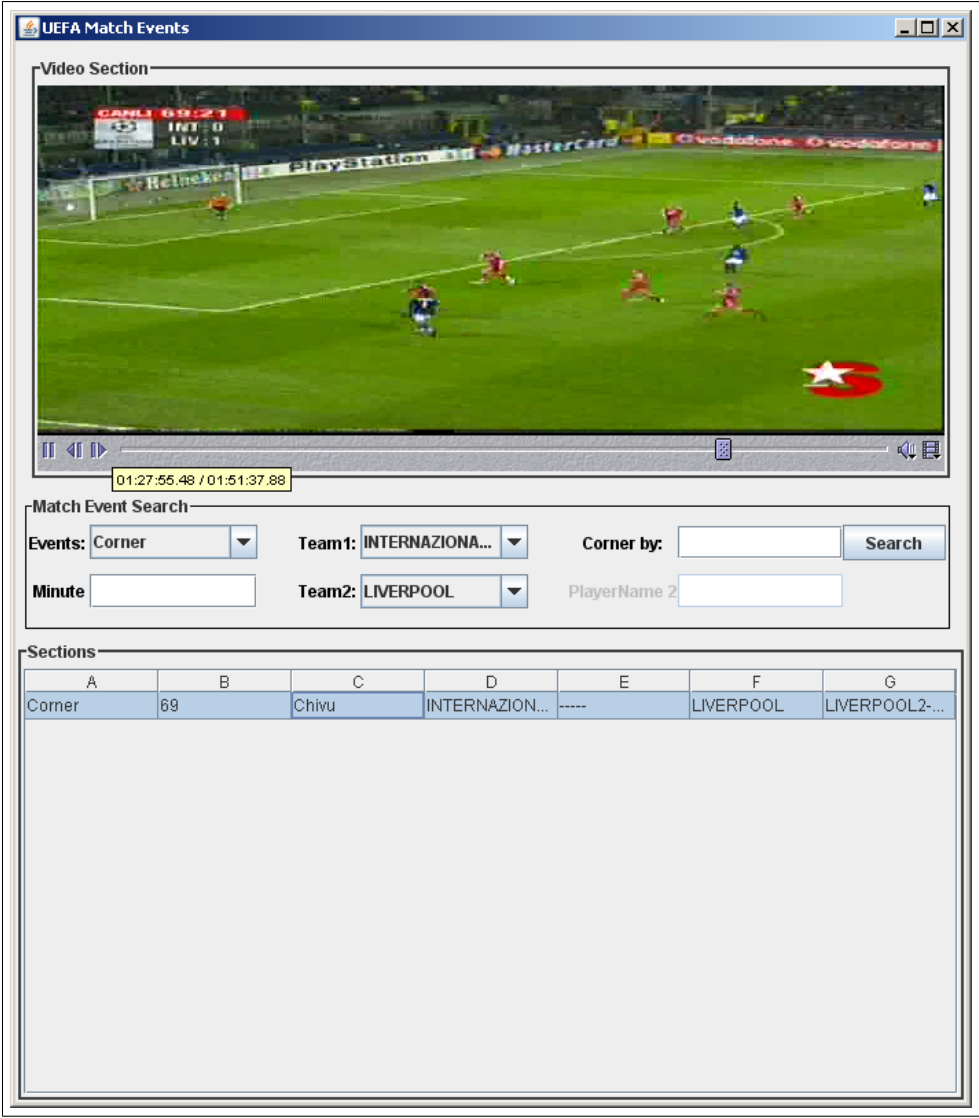 UEFA Match Events
Video Section
CANLI 69:21
INT 0
LIV 1
Heineken
PlayStation
MasterCard
vodafone vodafone
S
01:27:55.48 / 01:51:37.88
Match Event Search
Events: Corner Team1: INTERNAZIONA... Corner by: Search
Minute Team2: LIVERPOOL PlayerName 2
Sections
A B C D E F G
Corner 69 Chivu INTERNAZION... ----- LIVERPOOL LIVERPOOL2-...